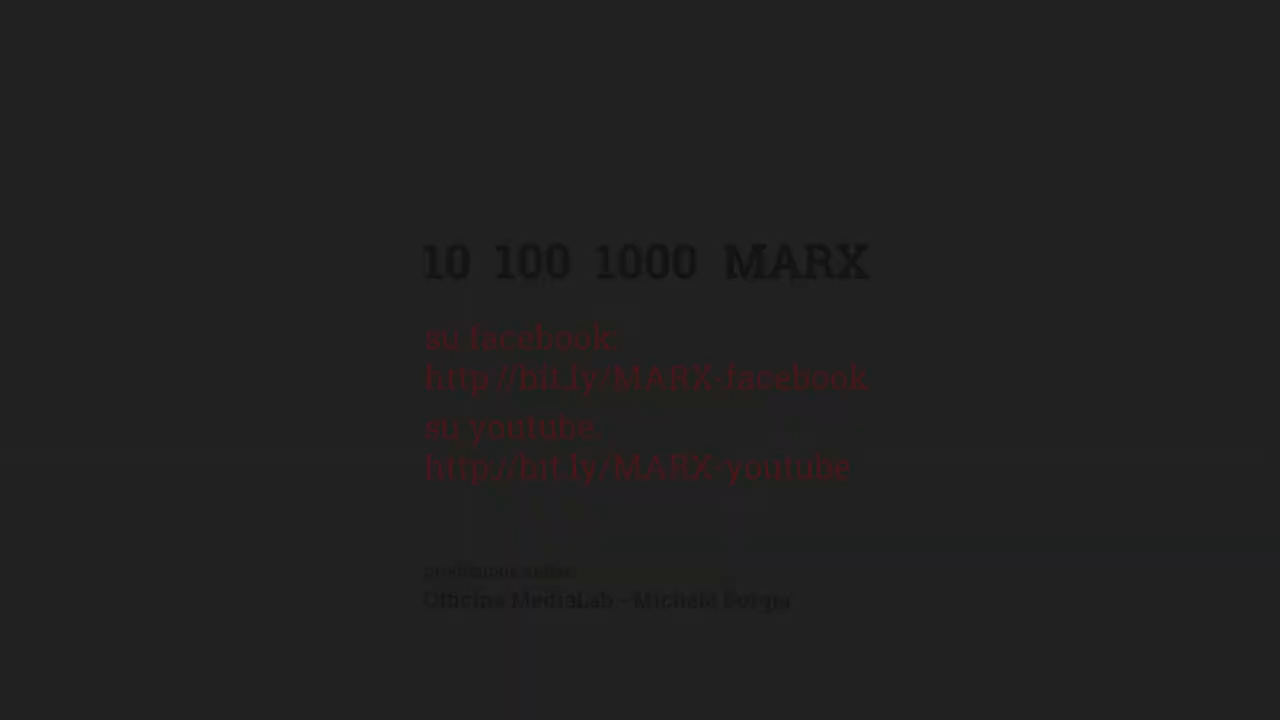 10 100 1000 MARX
su facebook:
http://bit.ly/MARX-facebook
su youtube:
http://bit.ly/MARX-youtube
Officina MediaLab - Michele Borgia